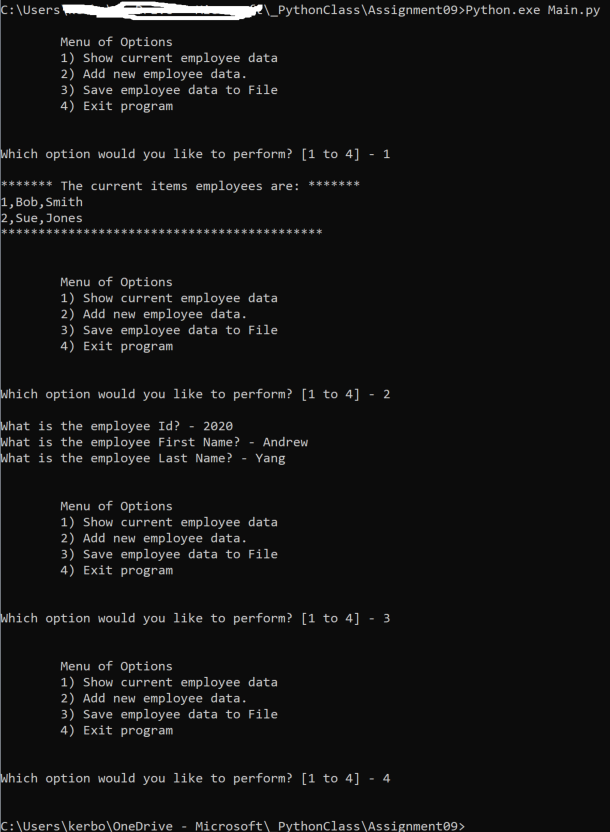 C:\Users\_PythonClass\Assignment09>Python.exe Main.py
Menu of Options
1) Show current employee data
2) Add new employee data.
3) Save employee data to File
4) Exit program
Which option would you like to perform? [1 to 4] - 1
******* The current items employees are: *******
1,Bob,Smith
2,Sue,Jones
*******************************************
Menu of Options
1) Show current employee data
2) Add new employee data.
3) Save employee data to File
4) Exit program
Which option would you like to perform? [1 to 4] - 2
What is the employee Id? - 2020
What is the employee First Name? - Andrew
What is the employee Last Name? - Yang
Menu of Options
1) Show current employee data
2) Add new employee data.
3) Save employee data to File
4) Exit program
Which option would you like to perform? [1 to 4] - 3
Menu of Options
1) Show current employee data
2) Add new employee data.
3) Save employee data to File
4) Exit program
Which option would you like to perform? [1 to 4] - 4
C:\Users\kerbo\OneDrive - Microsoft\_PythonClass\Assignment09>